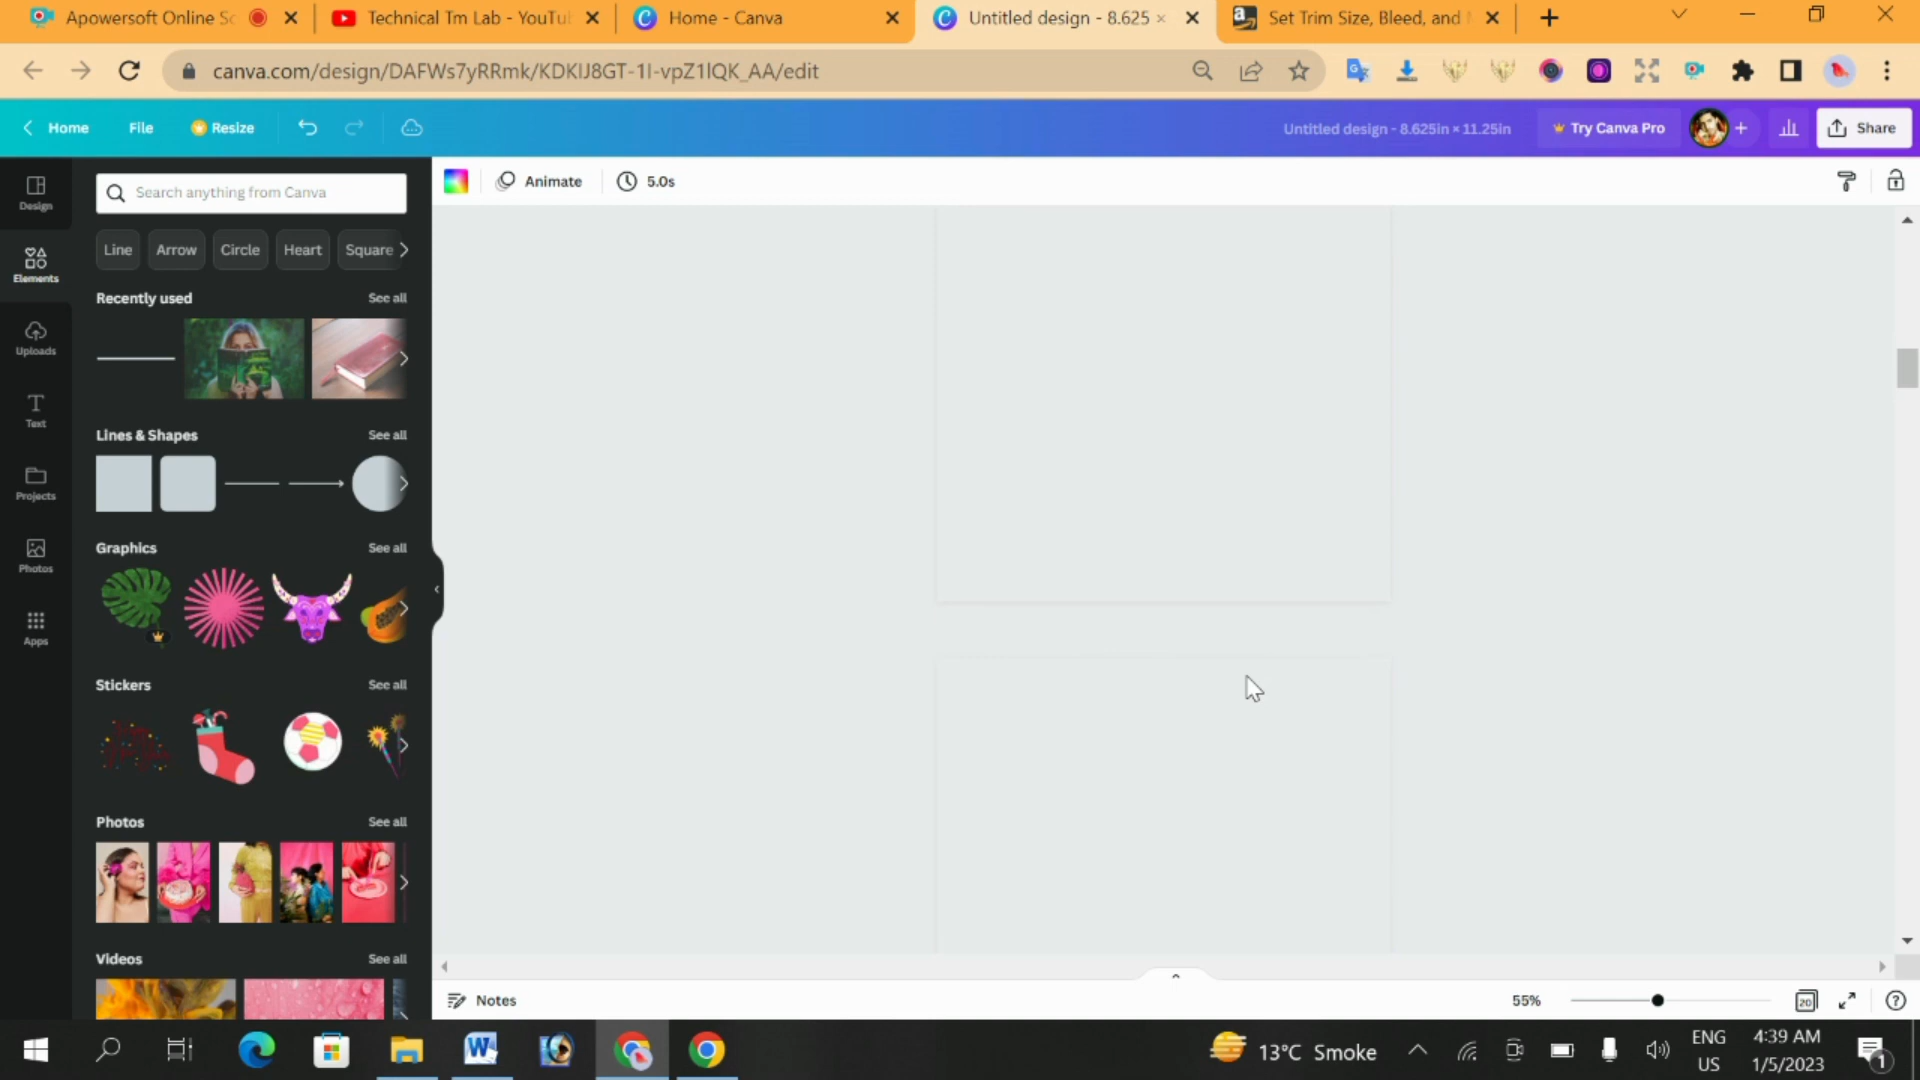 Apowersoft Online Sc
Technical Tm Lab - YouTu
Home - Canva
Untitled design - 8.625
Set Trim Size, Bleed, and
canva.com/design/DAFWs7yRRmk/KDKIJ8GT-1I-vpZ1IQK_AA/edit
Home
File
Resize
Untitled design - 8.625in × 11.25in
Try Canva Pro
Share
Search anything from Canva
Animate
5.0s
Design
Elements
Uploads
Text
Projects
Photos
Apps
Line
Arrow
Circle
Heart
Square
Recently used
See all
Lines & Shapes
See all
Graphics
See all
Stickers
See all
Photos
See all
Videos
See all
Notes
55%
20
13°C Smoke
ENG
US
4:39 AM
1/5/2023
1